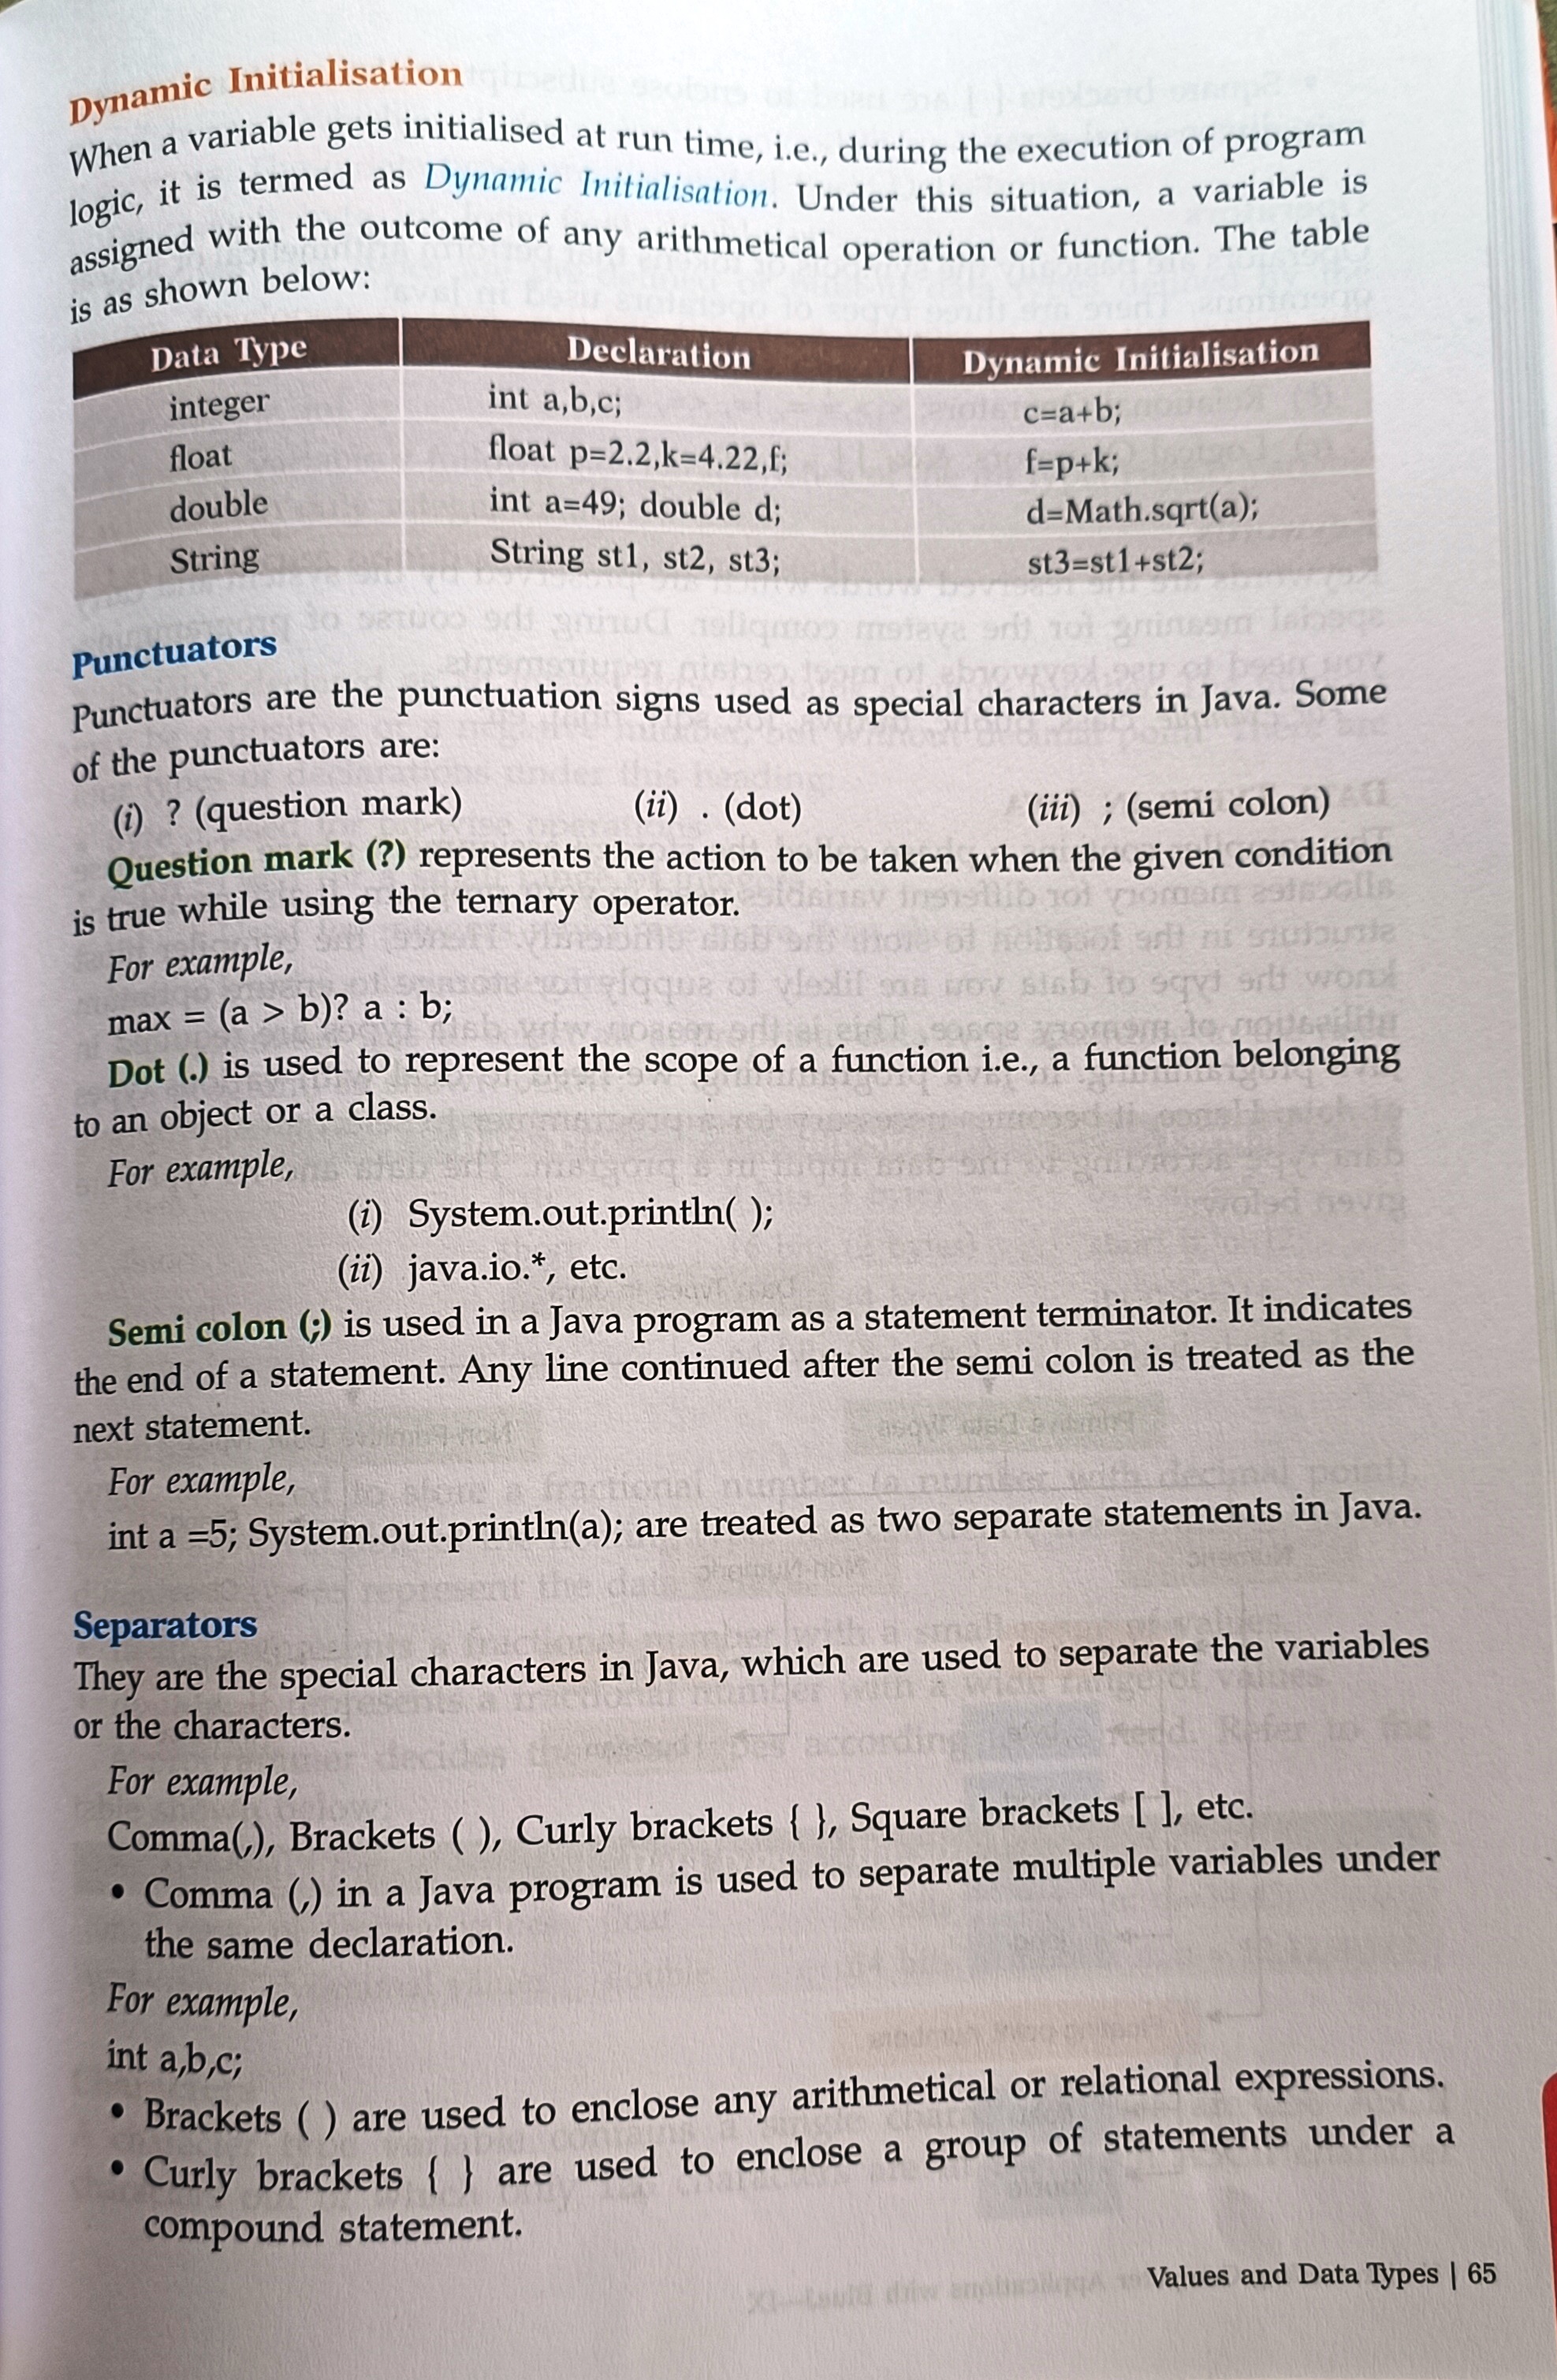 Dynamic Initialisation
When a variable gets initialised at run time, i.e., during the execution of program
logic, it is termed as Dynamic Initialisation. Under this situation, a variable is
assigned with the outcome of any arithmetical operation or function. The table
is as shown below:
Data Type Declaration Dynamic Initialisation
integer int a,b,c; c=a+b;
float float p=2.2,k=4.22,f; f=p+k;
double int a=49; double d; d=Math.sqrt(a);
String String st1, st2, st3; st3=st1+st2;
Punctuators
Punctuators are the punctuation signs used as special characters in Java. Some
of the punctuators are:
(i) ? (question mark) (ii) . (dot) (iii) ; (semi colon)
Question mark (?) represents the action to be taken when the given condition
is true while using the ternary operator.
For example,
max = (a > b)? a : b;
Dot (.) is used to represent the scope of a function i.e., a function belonging
to an object or a class.
For example,
(i) System.out.println( );
(ii) java.io.*, etc.
Semi colon (;) is used in a Java program as a statement terminator. It indicates
the end of a statement. Any line continued after the semi colon is treated as the
next statement.
For example,
int a =5; System.out.println(a); are treated as two separate statements in Java.
Separators
They are the special characters in Java, which are used to separate the variables
or the characters.
For example,
Comma(,), Brackets ( ), Curly brackets { }, Square brackets [ ], etc.
• Comma (,) in a Java program is used to separate multiple variables under
the same declaration.
For example,
int a,b,c;
• Brackets ( ) are used to enclose any arithmetical or relational expressions.
• Curly brackets { } are used to enclose a group of statements under a
compound statement.
Values and Data Types | 65